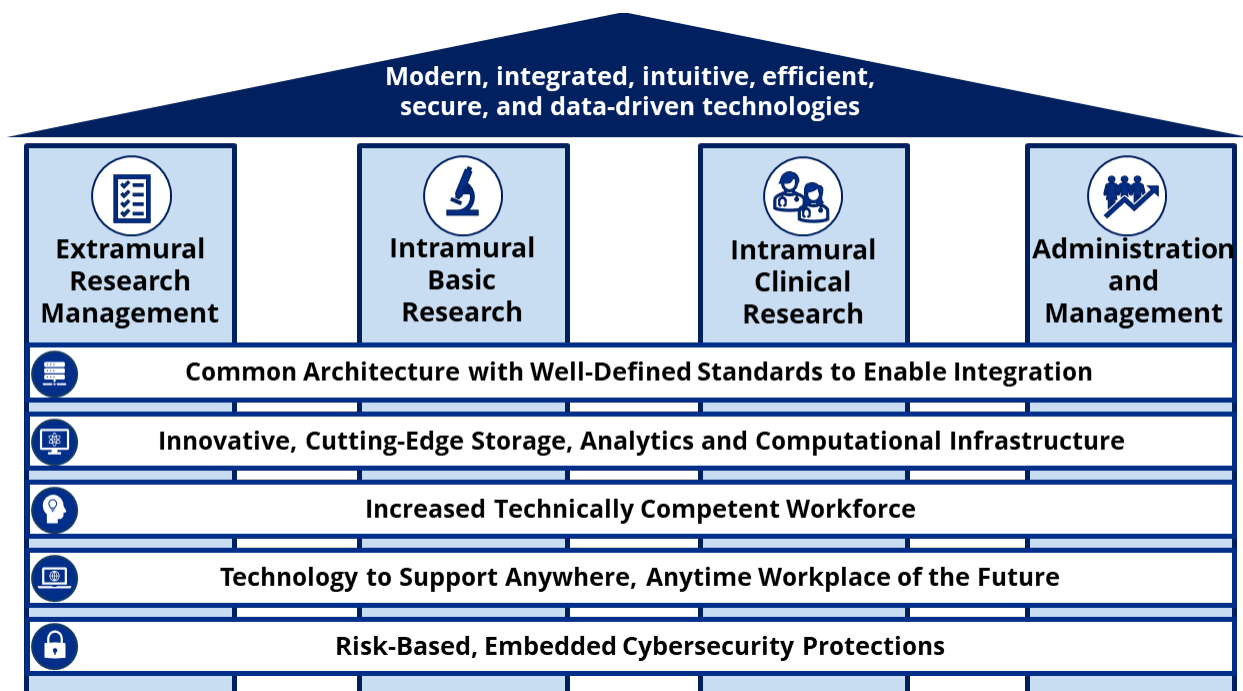 Modern, integrated, intuitive, efficient,
secure, and data-driven technologies
Extramural
Research
Management
Intramural
Basic
Research
Intramural
Clinical
Research
Administration
and
Management
Common Architecture with Well-Defined Standards to Enable Integration
Innovative, Cutting-Edge Storage, Analytics and Computational Infrastructure
Increased Technically Competent Workforce
Technology to Support Anywhere, Anytime Workplace of the Future
Risk-Based, Embedded Cybersecurity Protections